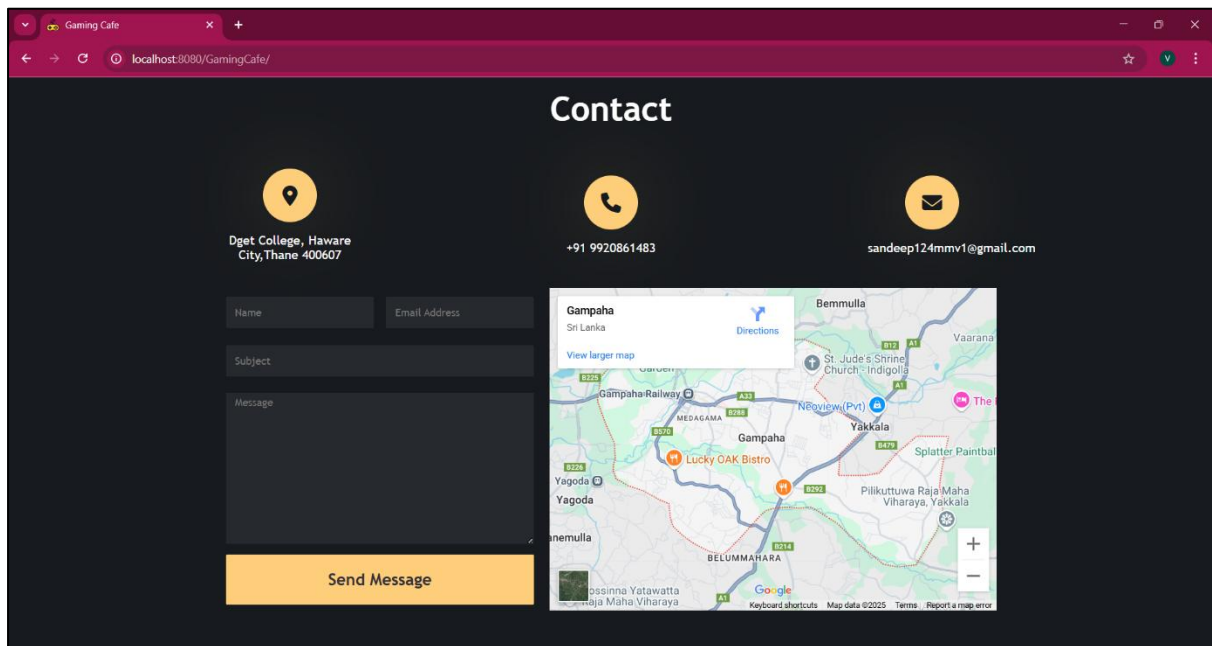 Gaming Cafe
localhost:8080/GamingCafe/
V
Contact
Dget College, Haware
City,Thane 400607
+91 9920861483
sandeep124mmv1@gmail.com
Name
Email Address
Subject
Message
Send Message
Gampaha
Sri Lanka
Directions
View larger map
Bemmulla
B12
A1
Vaarana
St. Jude's Shrine
Church - Indigolla
B225
A1
Gampaha Railway
A33
Neoview (Pvt)
The
MEDAGAMA
B288
Yakkala
B570
Gampaha
B479
Splatter Paintbal
Lucky OAK Bistro
B226
Yagoda
B292
Pilikuttuwa Raja Maha
Viharaya, Yakkala
Yagoda
anemulla
B214
BELUMMAHARA
ossinna Yatawatta
Raja Maha Viharaya
A1
Google
Keyboard shortcuts
Map data ©2025
Terms
Report a map error